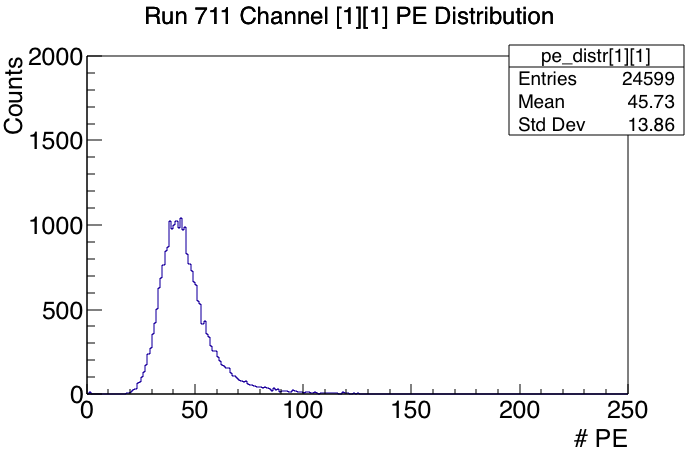 Run 711 Channel [1][1] PE Distribution
pe_distr[1][1]
Entries 24599
Mean 45.73
Std Dev 13.86
Counts
2000
1500
1000
500
0
0 50 100 150 200 250
# PE